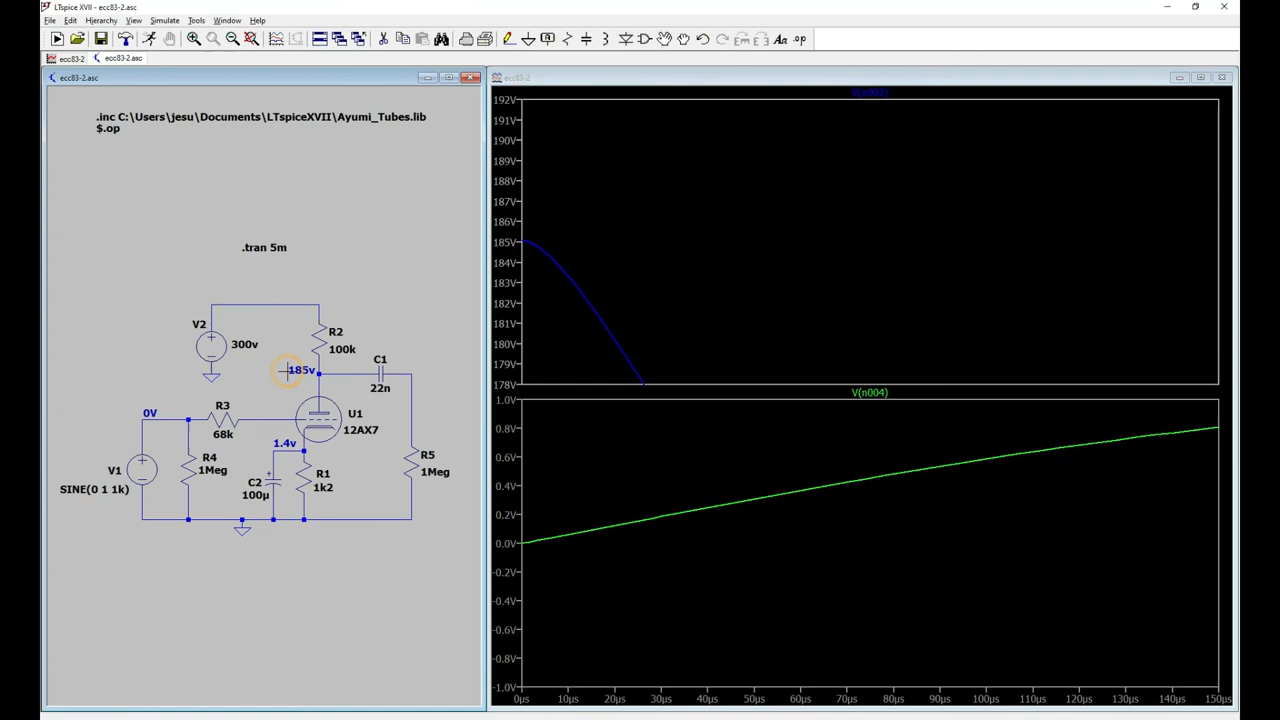 LTspice XVII - ecc83-2.asc
File Edit Hierarchy View Simulate Tools Window Help
Aa .op
ecc83-2 ecc83-2.asc
ecc83-2.asc
.inc C:\Users\jesu\Documents\LTspiceXVII\Ayumi_Tubes.lib
$.op
.tran 5m
V2
300v
R2
100k
185v
C1
22n
0V
R3
68k
U1
12AX7
1.4v
R4
1Meg
V1
SINE(0 1 1k)
C2
100µ
R1
1k2
R5
1Meg
ecc83-2
V(n002)
192V
191V
190V
189V
188V
187V
186V
185V
184V
183V
182V
181V
180V
179V
178V
V(n004)
1.0V
0.8V
0.6V
0.4V
0.2V
0.0V
-0.2V
-0.4V
-0.6V
-0.8V
-1.0V
0µs 10µs 20µs 30µs 40µs 50µs 60µs 70µs 80µs 90µs 100µs 110µs 120µs 130µs 140µs 150µs